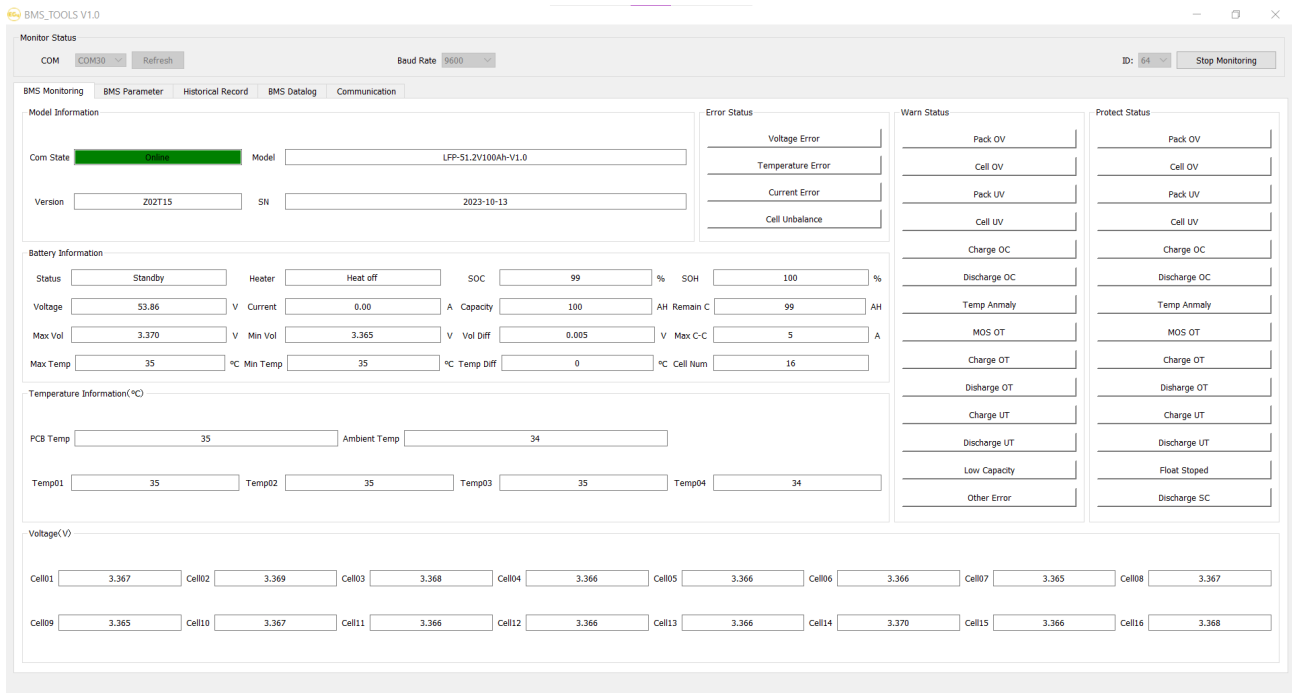 BMS_TOOLS V1.0
Monitor Status
COM COM30 Refresh Baud Rate 9600 ID: 64 Stop Monitoring
BMS Monitoring BMS Parameter Historical Record BMS Datalog Communication
Model Information
Com State Online Model LFP-51.2V100Ah-V1.0
Version Z02T15 SN 2023-10-13
Error Status
Voltage Error
Temperature Error
Current Error
Cell Unbalance
Battery Information
Status Standby Heater Heat off SOC 99 % SOH 100 %
Voltage 53.86 V Current 0.00 A Capacity 100 AH Remain C 99 AH
Max Vol 3.370 V Min Vol 3.365 V Vol Diff 0.005 V Max C-C 5 A
Max Temp 35 ºC Min Temp 35 ºC Temp Diff 0 ºC Cell Num 16
Temperature Information(ºC)
PCB Temp 35 Ambient Temp 34
Temp01 35 Temp02 35 Temp03 35 Temp04 34
Warn Status
Pack OV
Cell OV
Pack UV
Cell UV
Charge OC
Discharge OC
Temp Anmaly
MOS OT
Charge OT
Disharge OT
Charge UT
Discharge UT
Low Capacity
Other Error
Protect Status
Pack OV
Cell OV
Pack UV
Cell UV
Charge OC
Discharge OC
Temp Anmaly
MOS OT
Charge OT
Disharge OT
Charge UT
Discharge UT
Float Stoped
Discharge SC
Voltage(V)
Cell01 3.367 Cell02 3.369 Cell03 3.368 Cell04 3.366 Cell05 3.366 Cell06 3.366 Cell07 3.365 Cell08 3.367
Cell09 3.365 Cell10 3.367 Cell11 3.366 Cell12 3.366 Cell13 3.366 Cell14 3.370 Cell15 3.366 Cell16 3.368